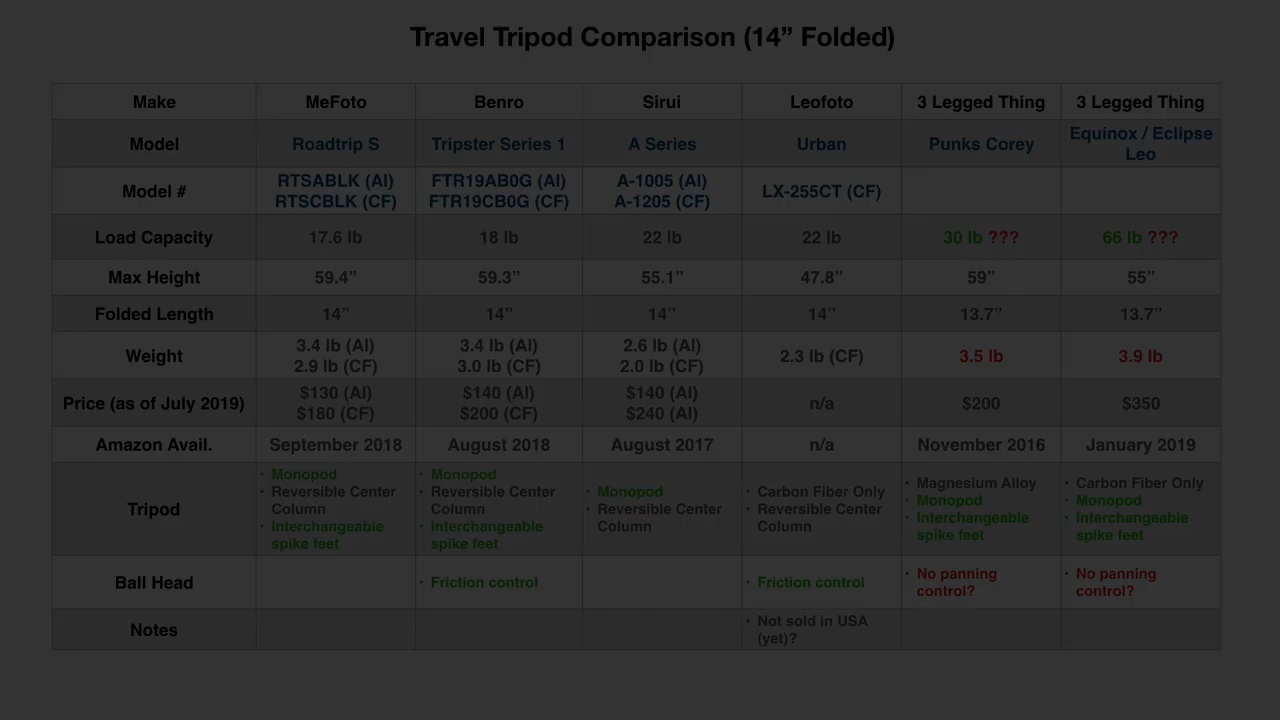 Travel Tripod Comparison (14” Folded)
Make MeFoto Benro Sirui Leofoto 3 Legged Thing 3 Legged Thing
Model Roadtrip S Tripster Series 1 A Series Urban Punks Corey Equinox / Eclipse
Leo
Model # RTSABLK (Al) FTR19AB0G (Al) A-1005 (Al) LX-255CT (CF)
RTSCBLK (CF) FTR19CB0G (CF) A-1205 (CF)
Load Capacity 17.6 lb 18 lb 22 lb 22 lb 30 lb ??? 66 lb ???
Max Height 59.4” 59.3” 55.1” 47.8” 59” 55”
Folded Length 14” 14” 14” 14” 13.7” 13.7”
Weight 3.4 lb (Al) 3.4 lb (Al) 2.6 lb (Al) 2.3 lb (CF) 3.5 lb 3.9 lb
2.9 lb (CF) 3.0 lb (CF) 2.0 lb (CF)
Price (as of July 2019) $130 (Al) $140 (Al) $140 (Al) n/a $200 $350
$180 (CF) $200 (CF) $240 (Al)
Amazon Avail. September 2018 August 2018 August 2017 n/a November 2016 January 2019
Tripod
• Monopod
• Reversible Center
Column
• Interchangeable
spike feet
• Monopod
• Reversible Center
Column
• Interchangeable
spike feet
• Monopod
• Reversible Center
Column
• Carbon Fiber Only
• Reversible Center
Column
• Magnesium Alloy
• Monopod
• Interchangeable
spike feet
• Carbon Fiber Only
• Monopod
• Interchangeable
spike feet
Ball Head
• Friction control
• Friction control
• No panning
control?
• No panning
control?
Notes
• Not sold in USA
(yet)?